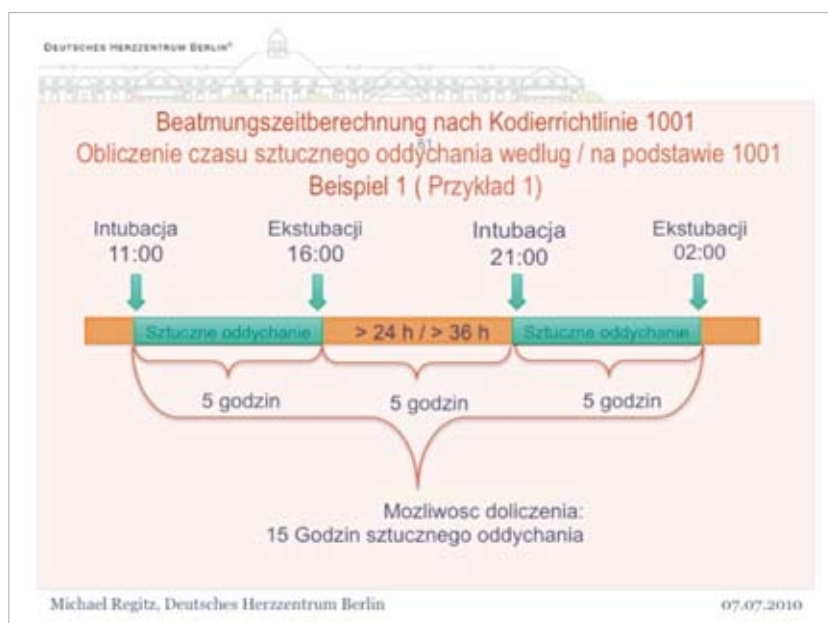 DEUTSCHES HERZZENTRUM BERLIN®
Beatmungszeitberechnung nach Kodierrichtlinie 1001
Obliczenie czasu sztucznego oddychania wedlug / na podstawie 1001
Beispiel 1 ( Przykład 1)
Intubacja Ekstubacji Intubacja Ekstubacji
11:00 16:00 21:00 02:00
Sztuczne oddychanie > 24 h / > 36 h Sztuczne oddychanie
5 godzin 5 godzin 5 godzin
Mozliwosc doliczenia:
15 Godzin sztucznego oddychania
Michael Regitz, Deutsches Herzzentrum Berlin 07.07.2010